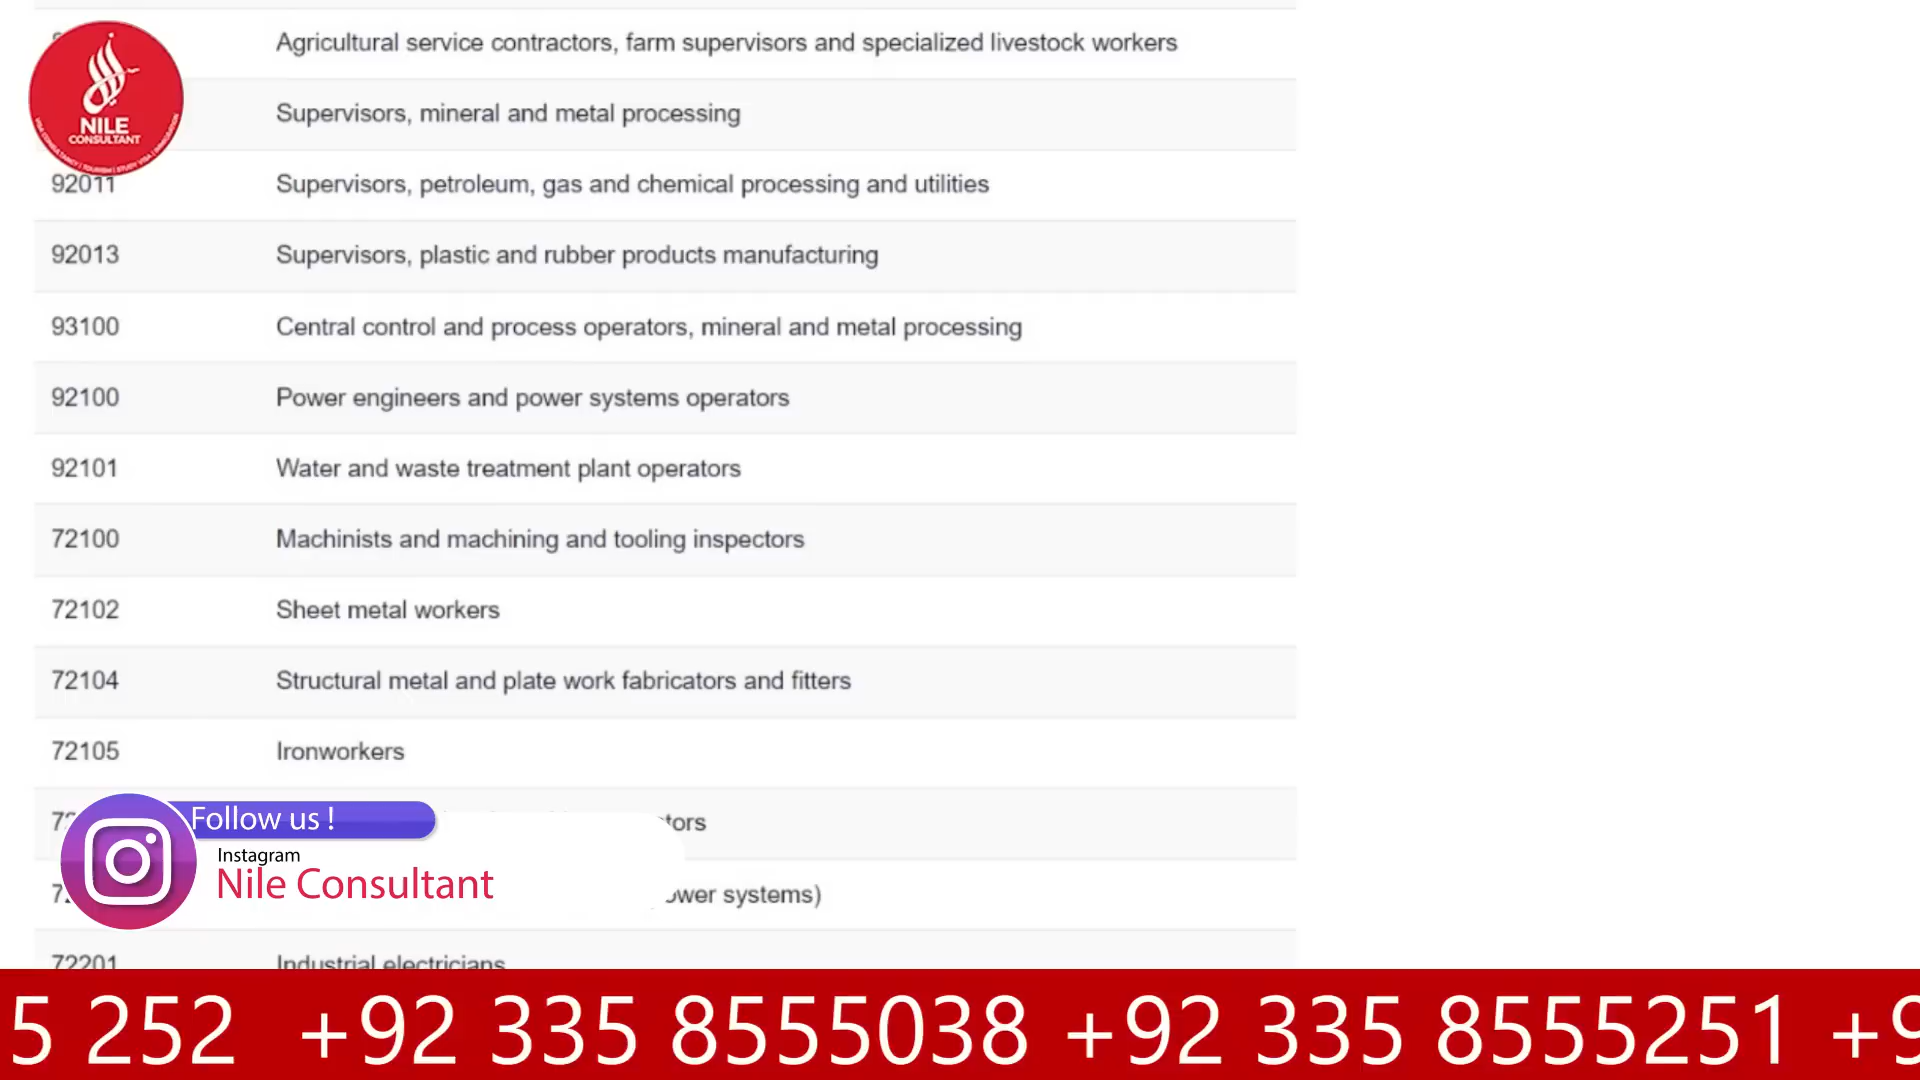 Agricultural service contractors, farm supervisors and specialized livestock workers
NILE
CONSULTANT
Supervisors, mineral and metal processing
92011 Supervisors, petroleum, gas and chemical processing and utilities
92013 Supervisors, plastic and rubber products manufacturing
93100 Central control and process operators, mineral and metal processing
92100 Power engineers and power systems operators
92101 Water and waste treatment plant operators
72100 Machinists and machining and tooling inspectors
72102 Sheet metal workers
72104 Structural metal and plate work fabricators and fitters
72105 Ironworkers
Follow us !
Instagram
Nile Consultant
systems)
72201 Industrial electricians
5 252 +92 335 8555038 +92 335 8555251 +9